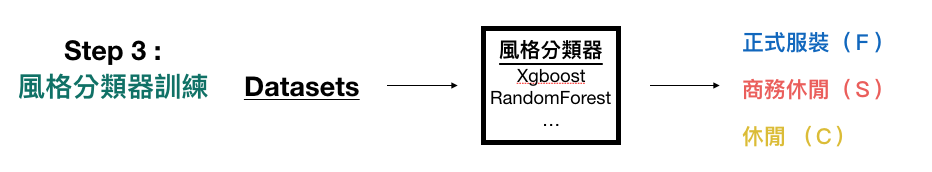 Step 3 :
風格分類器訓練
Datasets
風格分類器
Xgboost
RandomForest
…
正式服裝（F）
商務休閒（S）
休閒 （C）